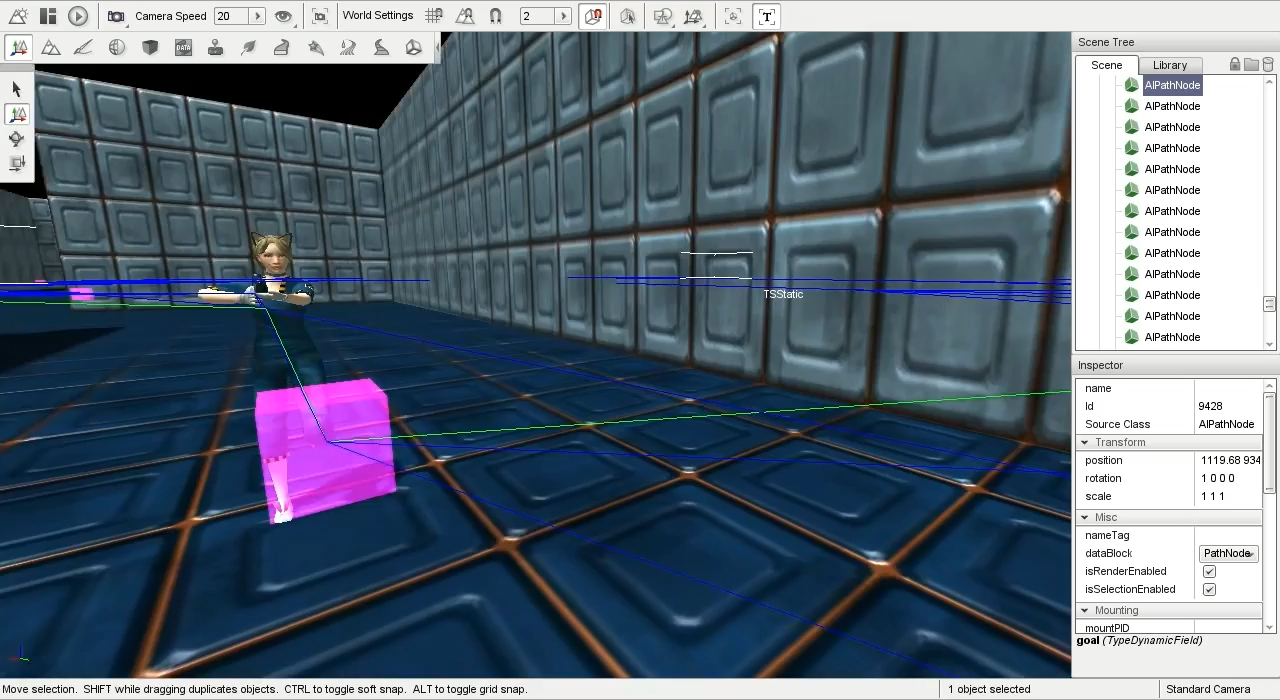 Camera Speed 20 World Settings 2 T
DATA
Scene Tree
Scene Library
AIPathNode
AIPathNode
AIPathNode
AIPathNode
AIPathNode
AIPathNode
AIPathNode
AIPathNode
AIPathNode
AIPathNode
AIPathNode
AIPathNode
AIPathNode
TSStatic
Inspector
name
Id 9428
Source Class AIPathNode
Transform
position 1119.68 934
rotation 1 0 0 0
scale 1 1 1
Misc
nameTag
dataBlock PathNode
isRenderEnabled
isSelectionEnabled
Mounting
mountPID
goal (TypeDynamicField)
Move selection. SHIFT while dragging duplicates objects. CTRL to toggle soft snap. ALT to toggle grid snap. 1 object selected Standard Camera